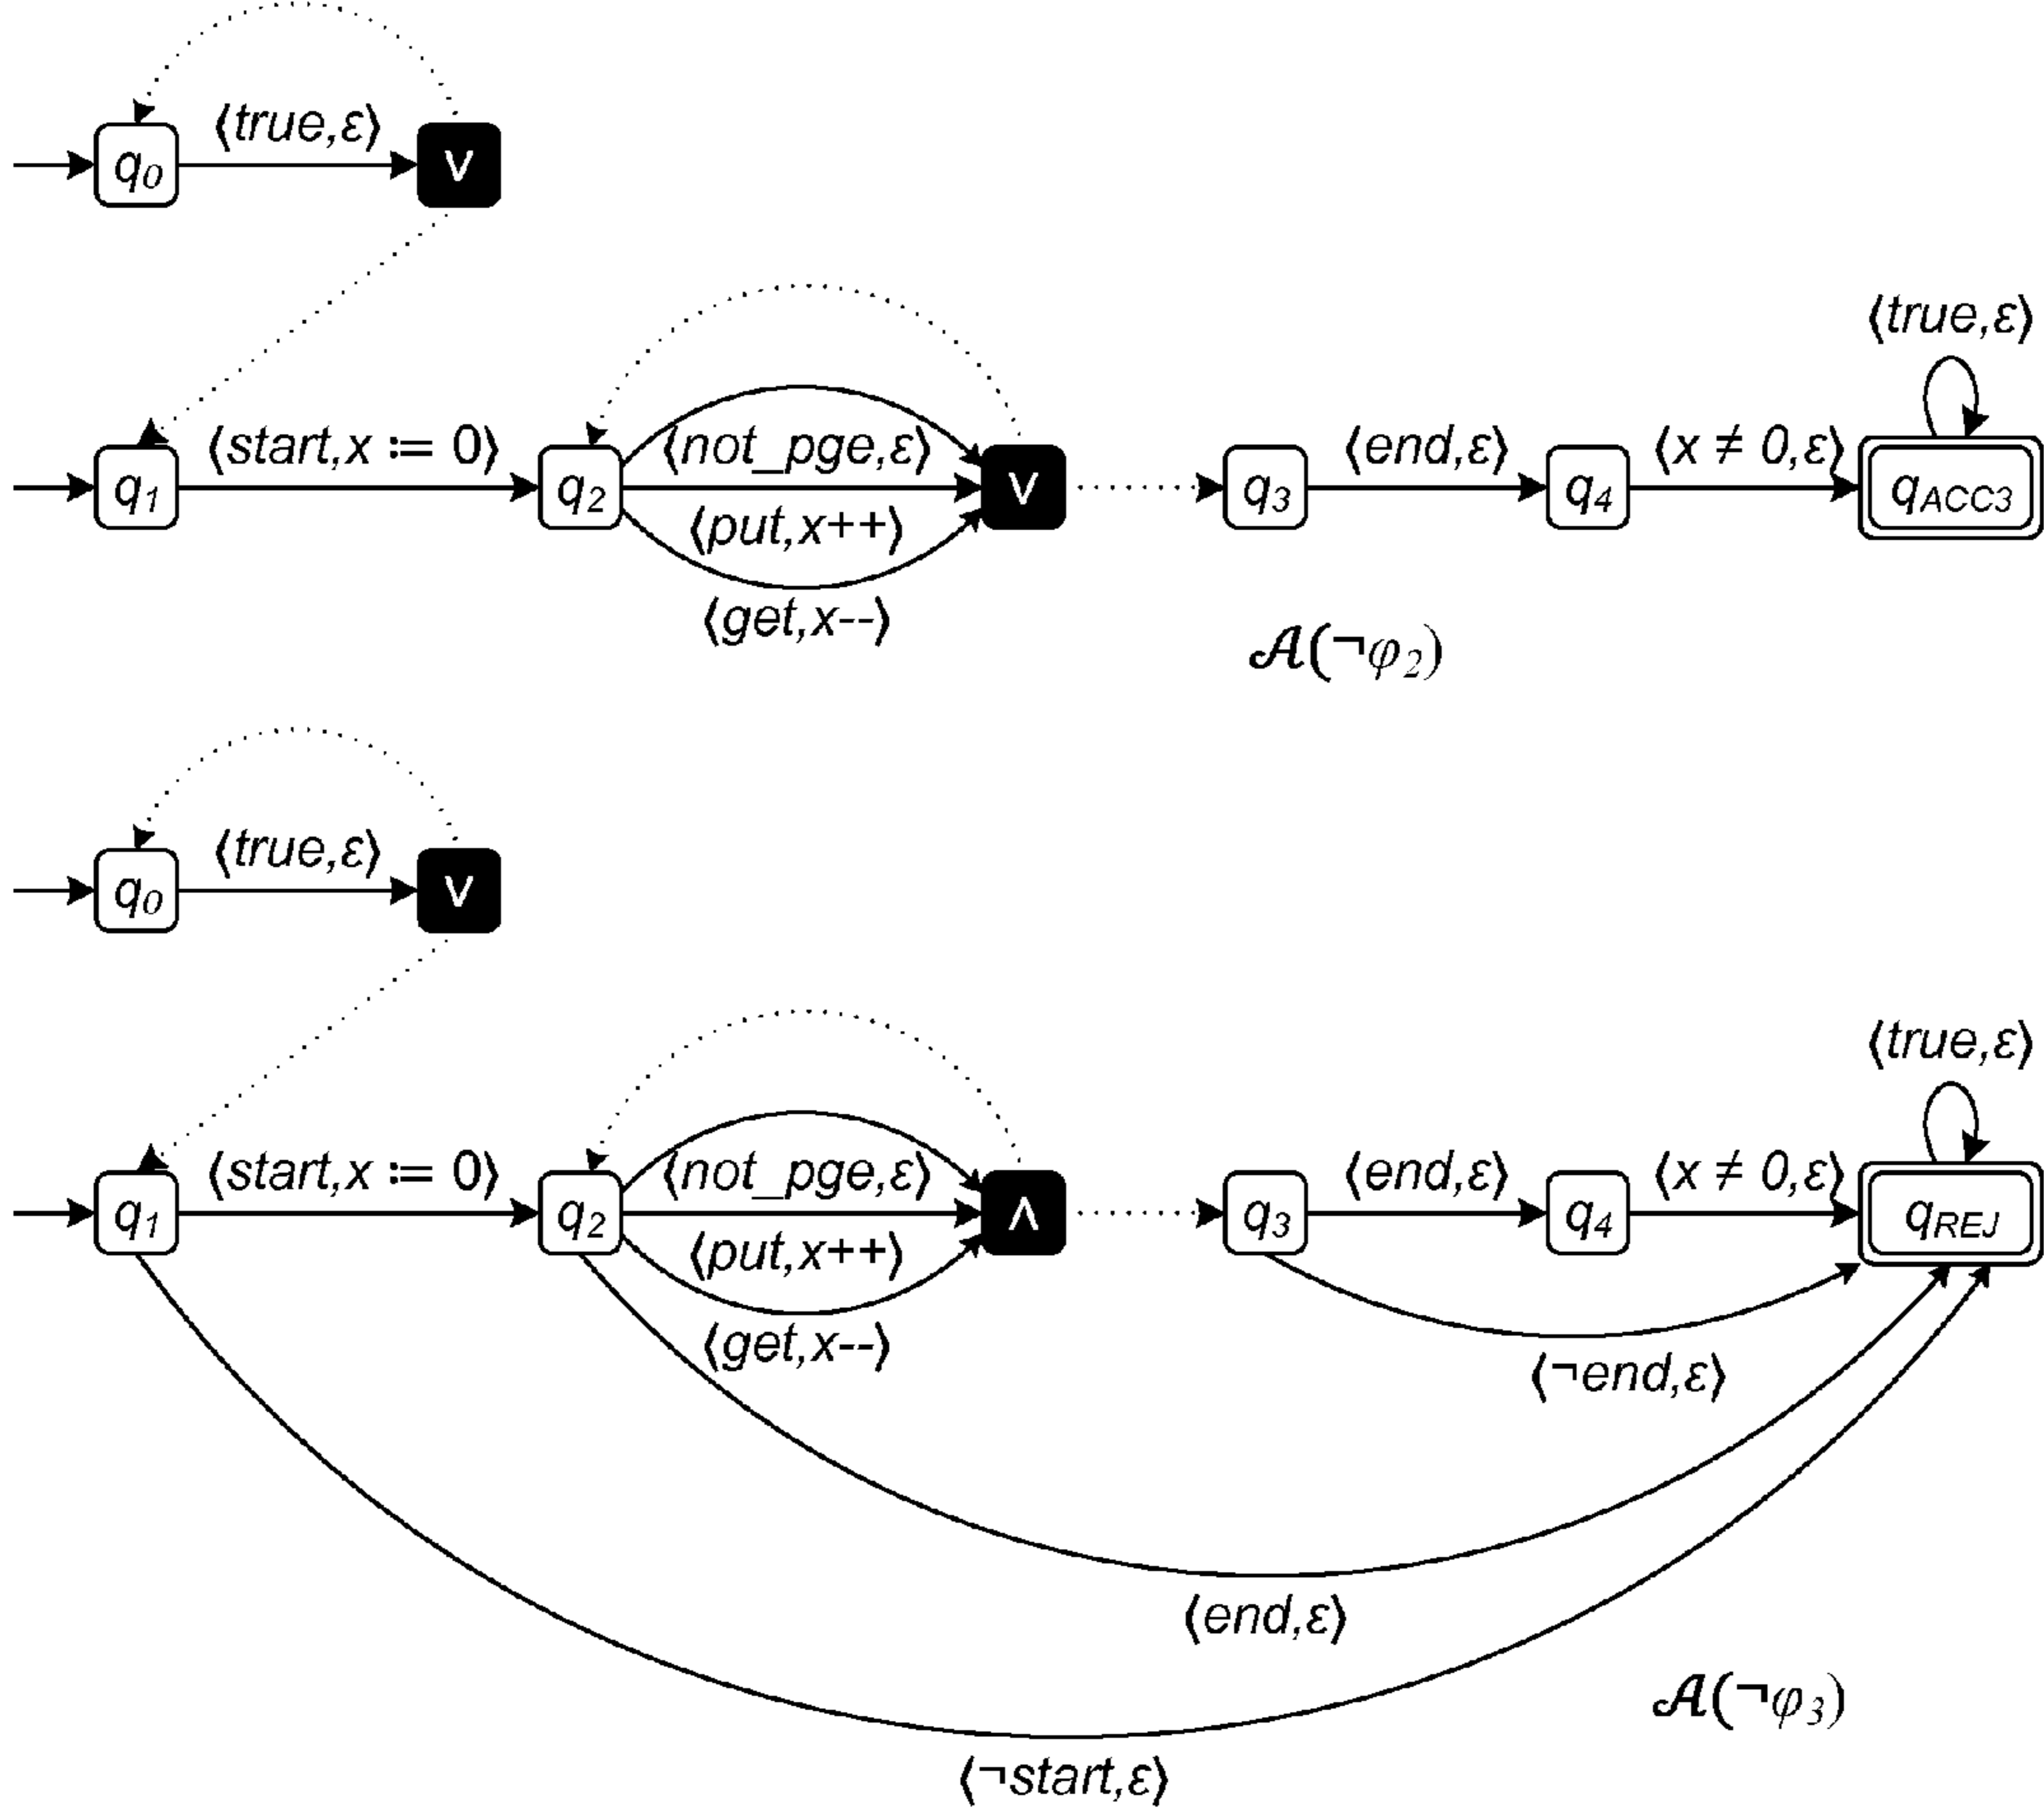 ⟨true,ε⟩
q0 ∨
⟨true,ε⟩
⟨start,x := 0⟩ ⟨not_pge,ε⟩ ⟨end,ε⟩ ⟨x ≠ 0,ε⟩
q1 q2 ∨ q3 q4 qACC3
⟨put,x++⟩
⟨get,x--⟩
𝓐(¬φ2)
⟨true,ε⟩
q0 ∨
⟨true,ε⟩
⟨start,x := 0⟩ ⟨not_pge,ε⟩ ⟨end,ε⟩ ⟨x ≠ 0,ε⟩
q1 q2 ∧ q3 q4 qREJ
⟨put,x++⟩
⟨get,x--⟩ ⟨¬end,ε⟩
⟨end,ε⟩
𝓐(¬φ3)
⟨¬start,ε⟩